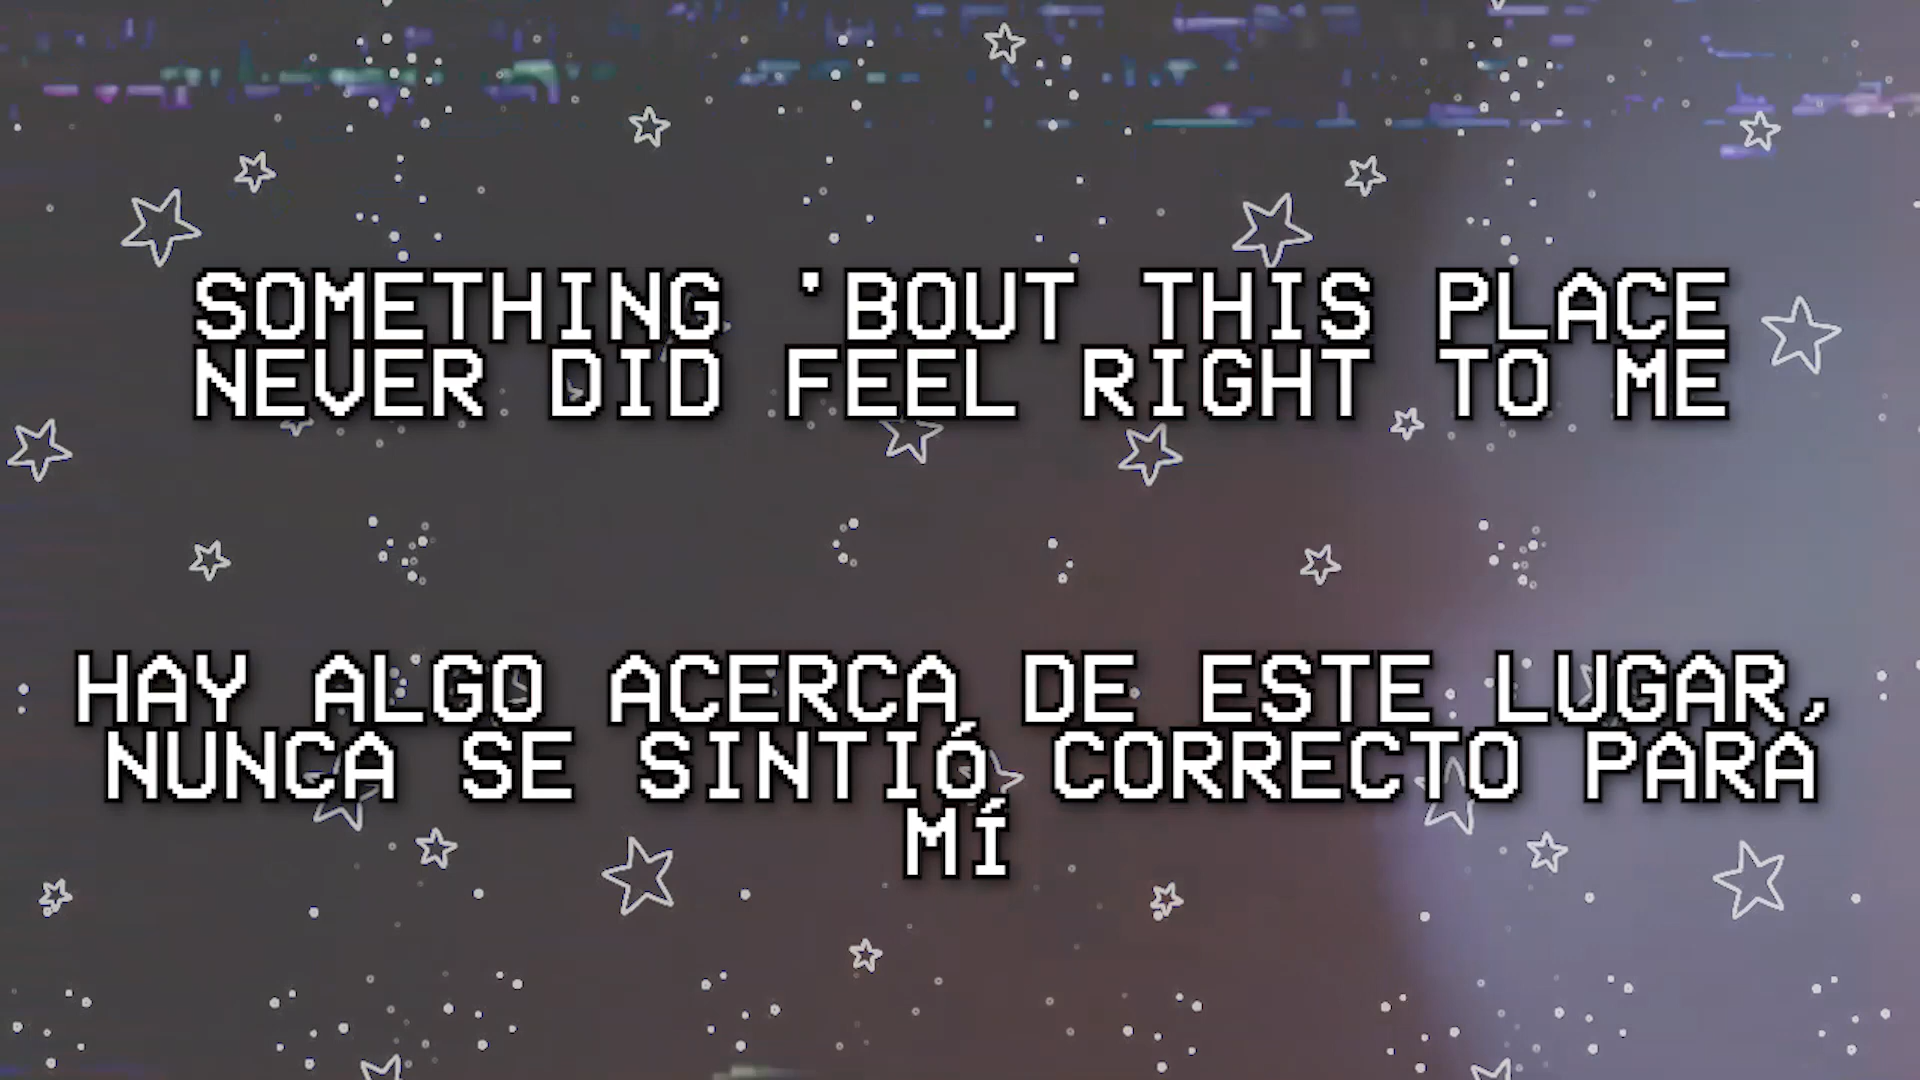 SOMETHING 'BOUT THIS PLACE
NEVER DID FEEL RIGHT TO ME
HAY ALGO ACERCA DE ESTE LUGAR,
NUNCA SE SINTIÓ CORRECTO PARA
MÍ